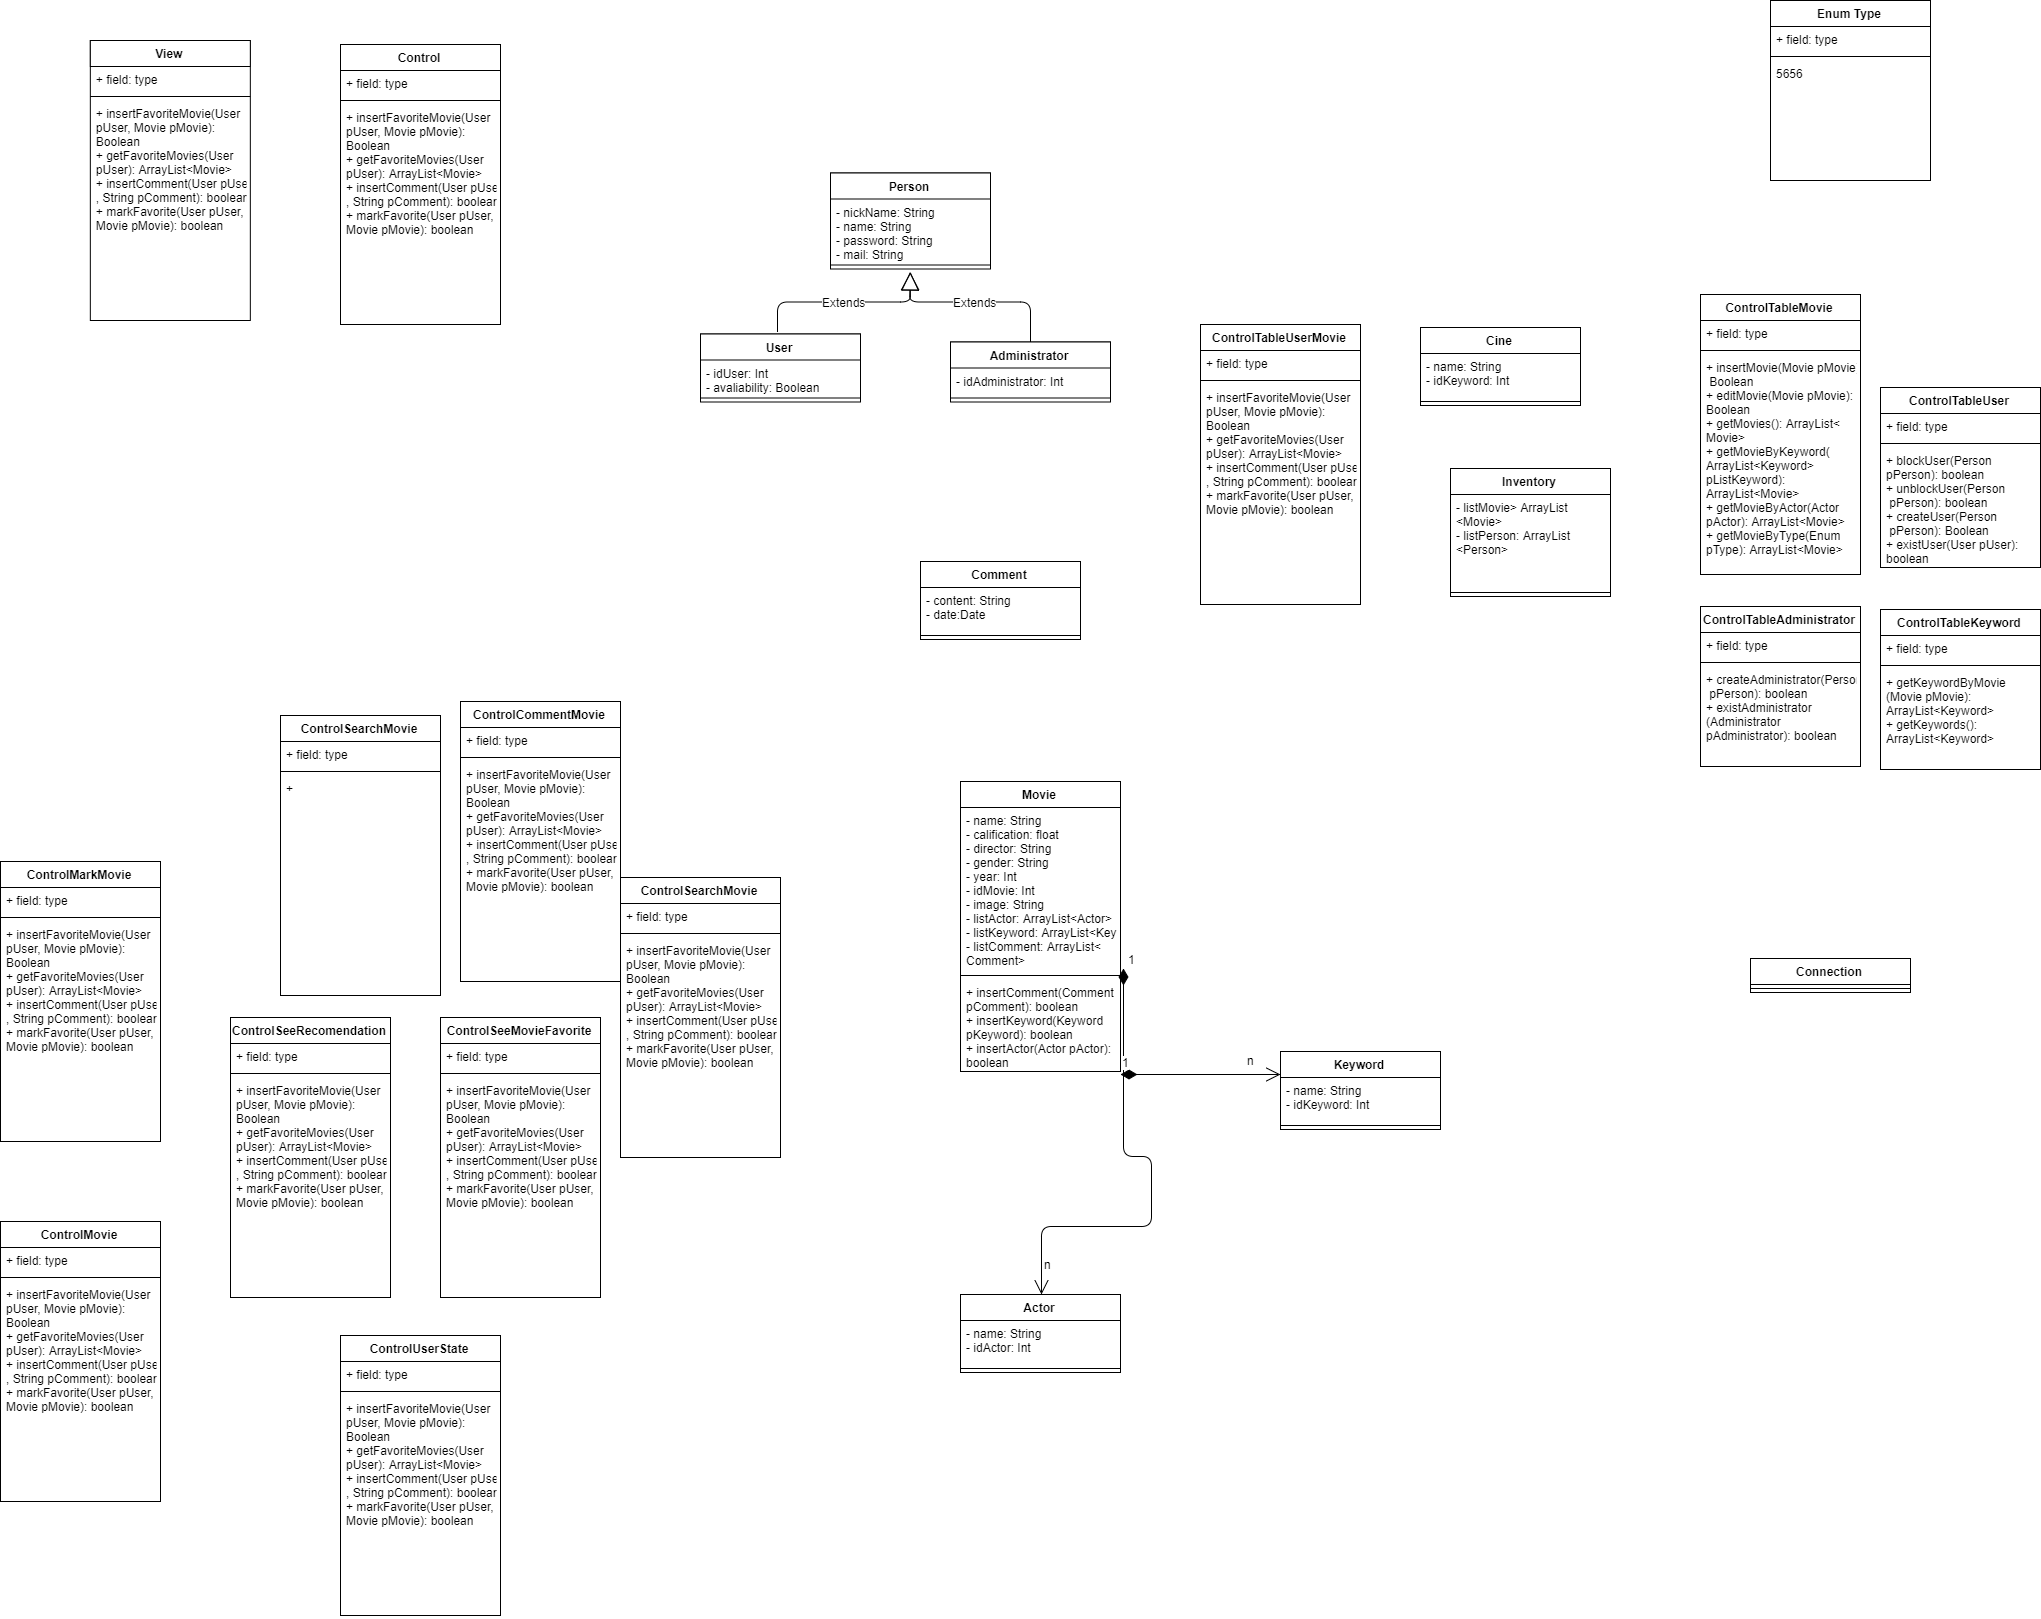 Enum Type
+ field: type
5656
View
+ field: type
+ insertFavoriteMovie(User
pUser, Movie pMovie):
Boolean
+ getFavoriteMovies(User
pUser): ArrayList<Movie>
+ insertComment(User pUse
, String pComment): boolear
+ markFavorite(User pUser,
Movie pMovie): boolean
Control
+ field: type
+ insertFavoriteMovie(User
pUser, Movie pMovie):
Boolean
+ getFavoriteMovies(User
pUser): ArrayList<Movie>
+ insertComment(User pUse
, String pComment): boolear
+ markFavorite(User pUser,
Movie pMovie): boolean
Person
- nickName: String
- name: String
- password: String
- mail: String
Extends
Extends
User
- idUser: Int
- avaliability: Boolean
Administrator
- idAdministrator: Int
ControlTableUserMovie
+ field: type
+ insertFavoriteMovie(User
pUser, Movie pMovie):
Boolean
+ getFavoriteMovies(User
pUser): ArrayList<Movie>
+ insertComment(User pUse
, String pComment): boolear
+ markFavorite(User pUser,
Movie pMovie): boolean
Cine
- name: String
- idKeyword: Int
Inventory
- listMovie> ArrayList
<Movie>
- listPerson: ArrayList
<Person>
ControlTableMovie
+ field: type
+ insertMovie(Movie pMovie
Boolean
+ editMovie(Movie pMovie):
Boolean
+ getMovies(): ArrayList<
Movie>
+ getMovieByKeyword(
ArrayList<Keyword>
pListKeyword):
ArrayList<Movie>
+ getMovieByActor(Actor
pActor): ArrayList<Movie>
+ getMovieByType(Enum
pType): ArrayList<Movie>
ControlTableUser
+ field: type
+ blockUser(Person
pPerson): boolean
+ unblockUser(Person
pPerson): boolean
+ createUser(Person
pPerson): Boolean
+ existUser(User pUser):
boolean
Comment
- content: String
- date:Date
ControlTableAdministrator
+ field: type
+ createAdministrator(Perso
pPerson): boolean
+ existAdministrator
(Administrator
pAdministrator): boolean
ControlTableKeyword
+ field: type
+ getKeywordByMovie
(Movie pMovie):
ArrayList<Keyword>
+ getKeywords():
ArrayList<Keyword>
ControlSearchMovie
+ field: type
+
ControlCommentMovie
+ field: type
+ insertFavoriteMovie(User
pUser, Movie pMovie):
Boolean
+ getFavoriteMovies(User
pUser): ArrayList<Movie>
+ insertComment(User pUse
, String pComment): boolear
+ markFavorite(User pUser,
Movie pMovie): boolean
ControlMarkMovie
+ field: type
+ insertFavoriteMovie(User
pUser, Movie pMovie):
Boolean
+ getFavoriteMovies(User
pUser): ArrayList<Movie>
+ insertComment(User pUse
, String pComment): boolear
+ markFavorite(User pUser,
Movie pMovie): boolean
ControlSearchMovie
+ field: type
+ insertFavoriteMovie(User
pUser, Movie pMovie):
Boolean
+ getFavoriteMovies(User
pUser): ArrayList<Movie>
+ insertComment(User pUse
, String pComment): boolear
+ markFavorite(User pUser,
Movie pMovie): boolean
Movie
- name: String
- calification: float
- director: String
- gender: String
- year: Int
- idMovie: Int
- image: String
- listActor: ArrayList<Actor>
- listKeyword: ArrayList<Key
- listComment: ArrayList<
Comment>
+ insertComment(Comment
pComment): boolean
+ insertKeyword(Keyword
pKeyword): boolean
+ insertActor(Actor pActor):
boolean
1
1
n
Connection
Keyword
- name: String
- idKeyword: Int
ControlSeeRecomendation
+ field: type
+ insertFavoriteMovie(User
pUser, Movie pMovie):
Boolean
+ getFavoriteMovies(User
pUser): ArrayList<Movie>
+ insertComment(User pUse
, String pComment): boolear
+ markFavorite(User pUser,
Movie pMovie): boolean
ControlSeeMovieFavorite
+ field: type
+ insertFavoriteMovie(User
pUser, Movie pMovie):
Boolean
+ getFavoriteMovies(User
pUser): ArrayList<Movie>
+ insertComment(User pUse
, String pComment): boolear
+ markFavorite(User pUser,
Movie pMovie): boolean
ControlMovie
+ field: type
+ insertFavoriteMovie(User
pUser, Movie pMovie):
Boolean
+ getFavoriteMovies(User
pUser): ArrayList<Movie>
+ insertComment(User pUse
, String pComment): boolear
+ markFavorite(User pUser,
Movie pMovie): boolean
n
Actor
- name: String
- idActor: Int
ControlUserState
+ field: type
+ insertFavoriteMovie(User
pUser, Movie pMovie):
Boolean
+ getFavoriteMovies(User
pUser): ArrayList<Movie>
+ insertComment(User pUse
, String pComment): boolear
+ markFavorite(User pUser,
Movie pMovie): boolean